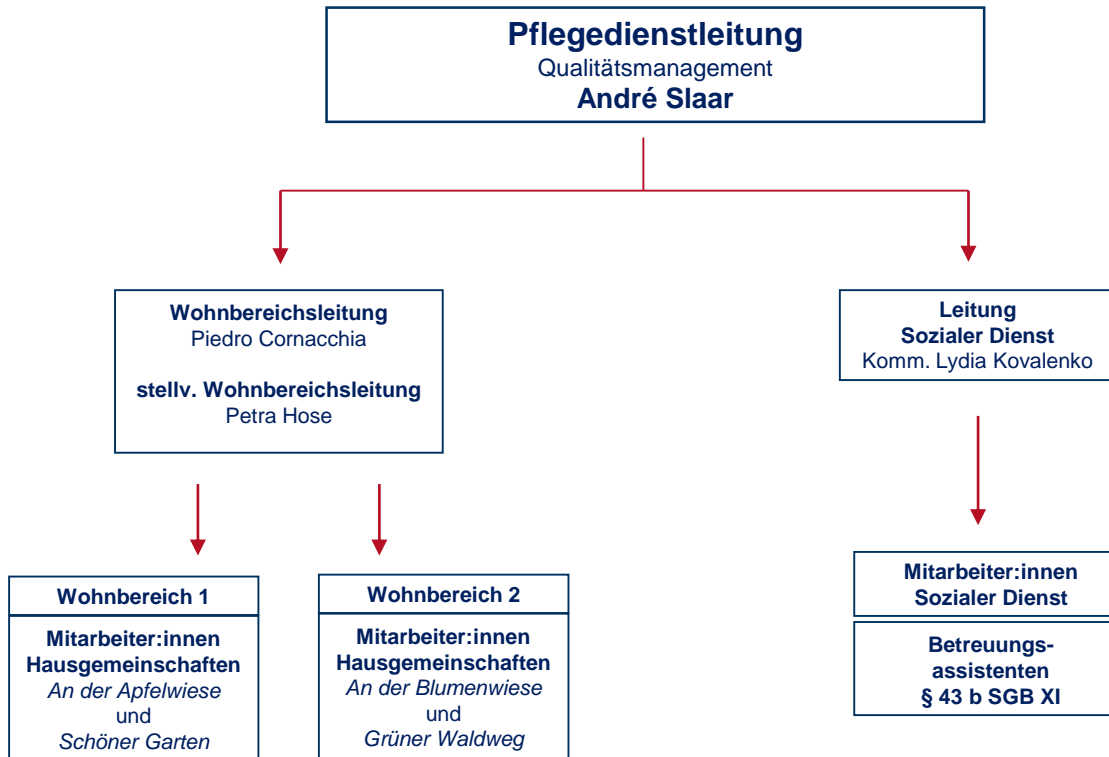 Pflegedienstleitung
Qualitätsmanagement
André Slaar
Wohnbereichsleitung
Piedro Cornacchia
stellv. Wohnbereichsleitung
Petra Hose
Leitung
Sozialer Dienst
Komm. Lydia Kovalenko
Wohnbereich 1
Mitarbeiter:innen
Hausgemeinschaften
An der Apfelwiese
und
Schöner Garten
Wohnbereich 2
Mitarbeiter:innen
Hausgemeinschaften
An der Blumenwiese
und
Grüner Waldweg
Mitarbeiter:innen
Sozialer Dienst
Betreuungs-
assistenten
§ 43 b SGB XI